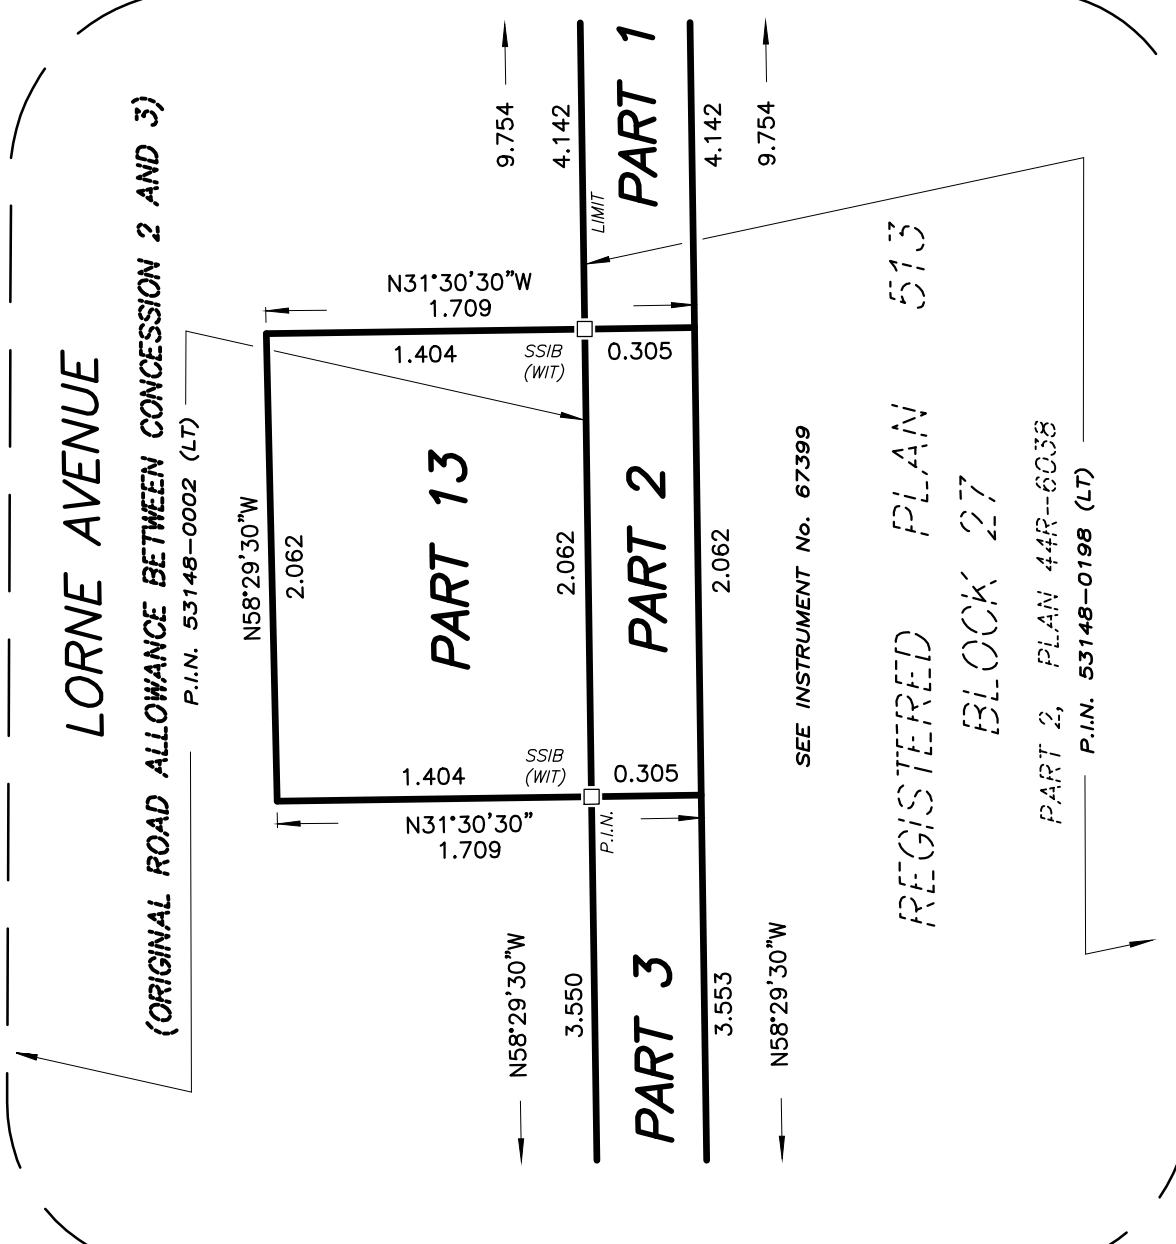 LORNE AVENUE
(ORIGINAL ROAD ALLOWANCE BETWEEN CONCESSION 2 AND 3)
P.I.N. 53148-0002 (LT)
N58°29'30"W
2.062
N31°30'30"W
1.709
1.404
SSIB
(WIT)
0.305
PART 13
1.404
SSIB
(WIT)
0.305
N31°30'30"
1.709
9.754
4.142
LIMIT
PART 1
4.142
9.754
2.062
PART 2
2.062
P.I.N.
N58°29'30"W
3.550
PART 3
3.553
N58°29'30"W
SEE INSTRUMENT No. 67399
REGISTERED PLAN 513
BLOCK 27
PART 2, PLAN 44R-6038
P.I.N. 53148-0198 (LT)